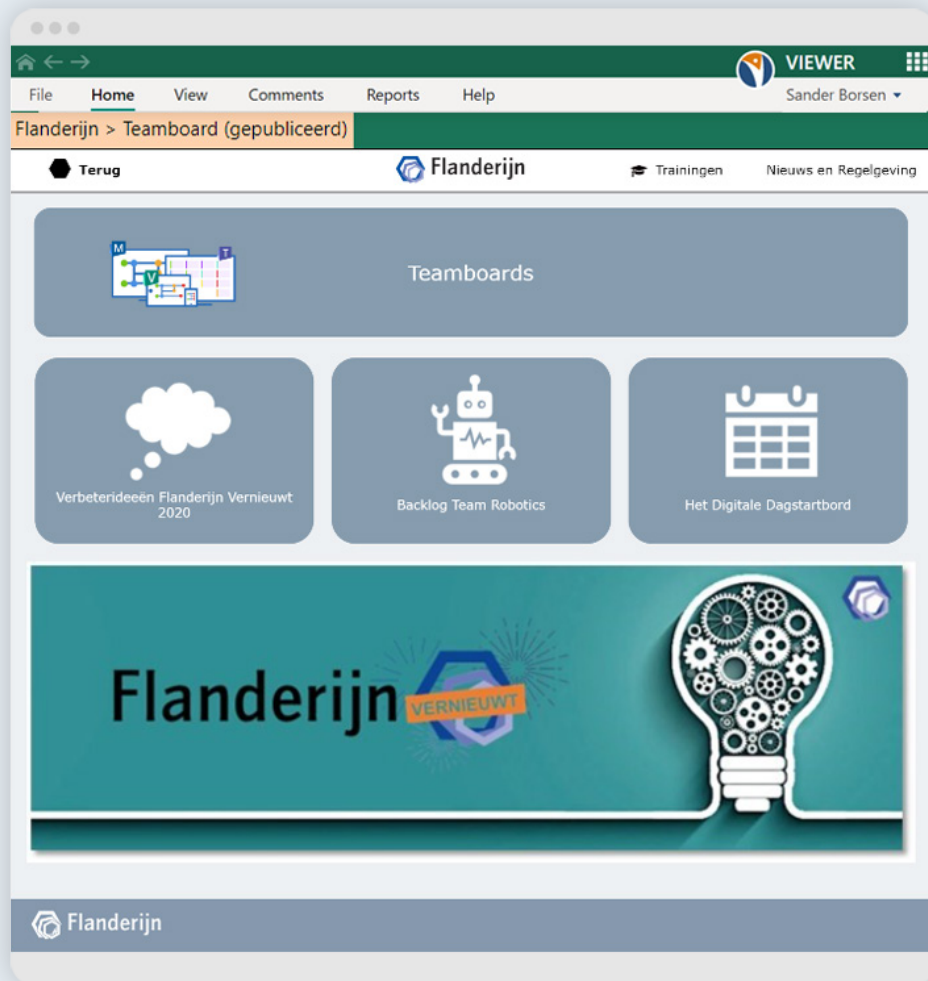 VIEWER
File Home View Comments Reports Help Sander Borsen
Flanderijn > Teamboard (gepubliceerd)
Terug Flanderijn Trainingen Nieuws en Regelgeving
M T
V
Teamboards
Verbeterideeën Flanderijn Vernieuwt
2020
Backlog Team Robotics
Het Digitale Dagstartbord
Flanderijn
VERNIEUWT
Flanderijn